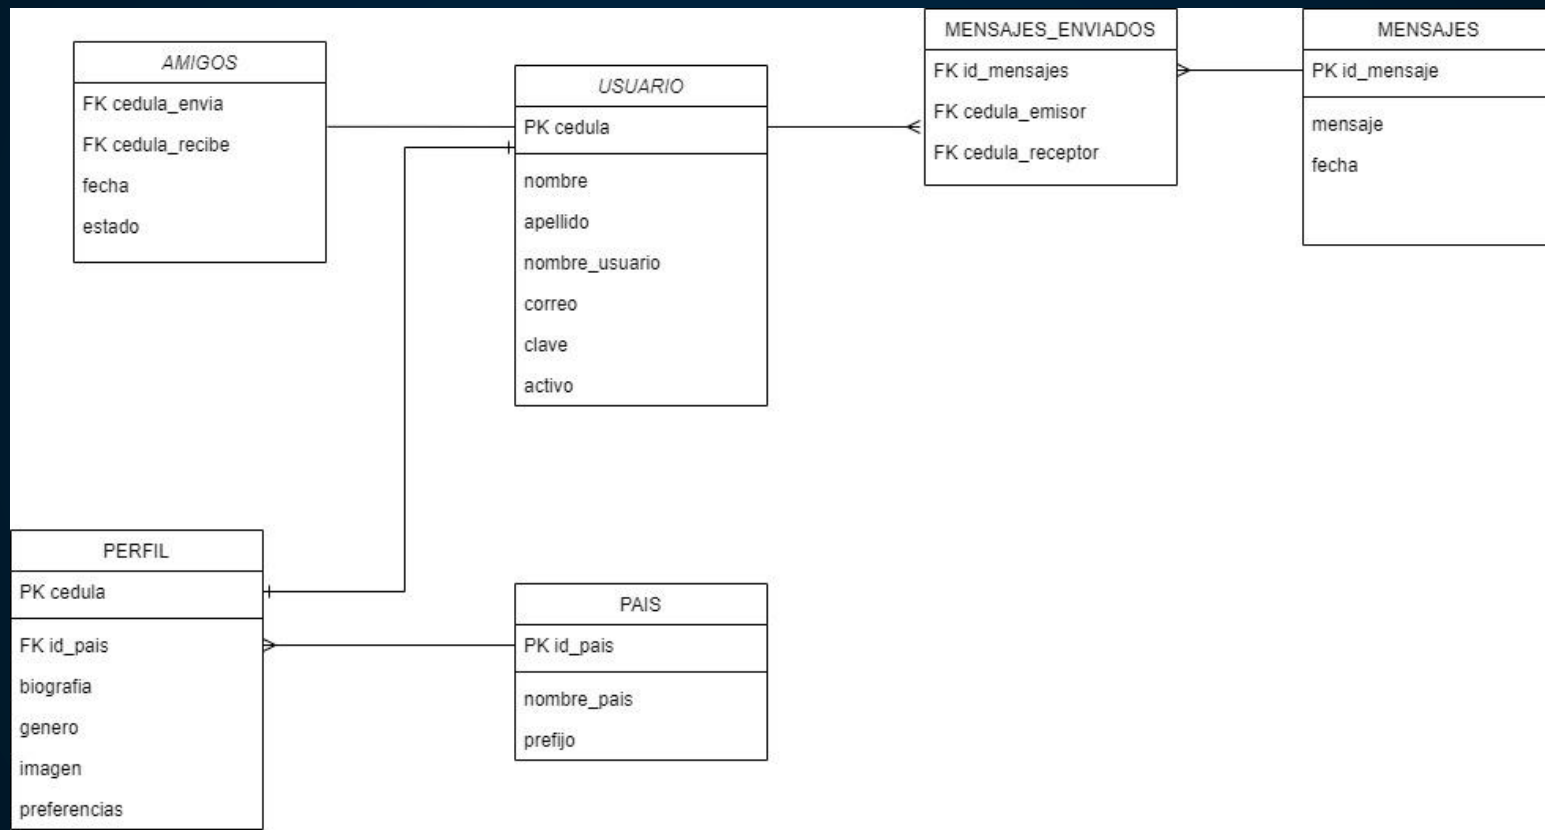 AMIGOS
FK cedula_envia
FK cedula_recibe
fecha
estado
USUARIO
PK cedula
nombre
apellido
nombre_usuario
correo
clave
activo
MENSAJES_ENVIADOS
FK id_mensajes
FK cedula_emisor
FK cedula_receptor
MENSAJES
PK id_mensaje
mensaje
fecha
PERFIL
PK cedula
FK id_pais
biografia
genero
imagen
preferencias
PAIS
PK id_pais
nombre_pais
prefijo